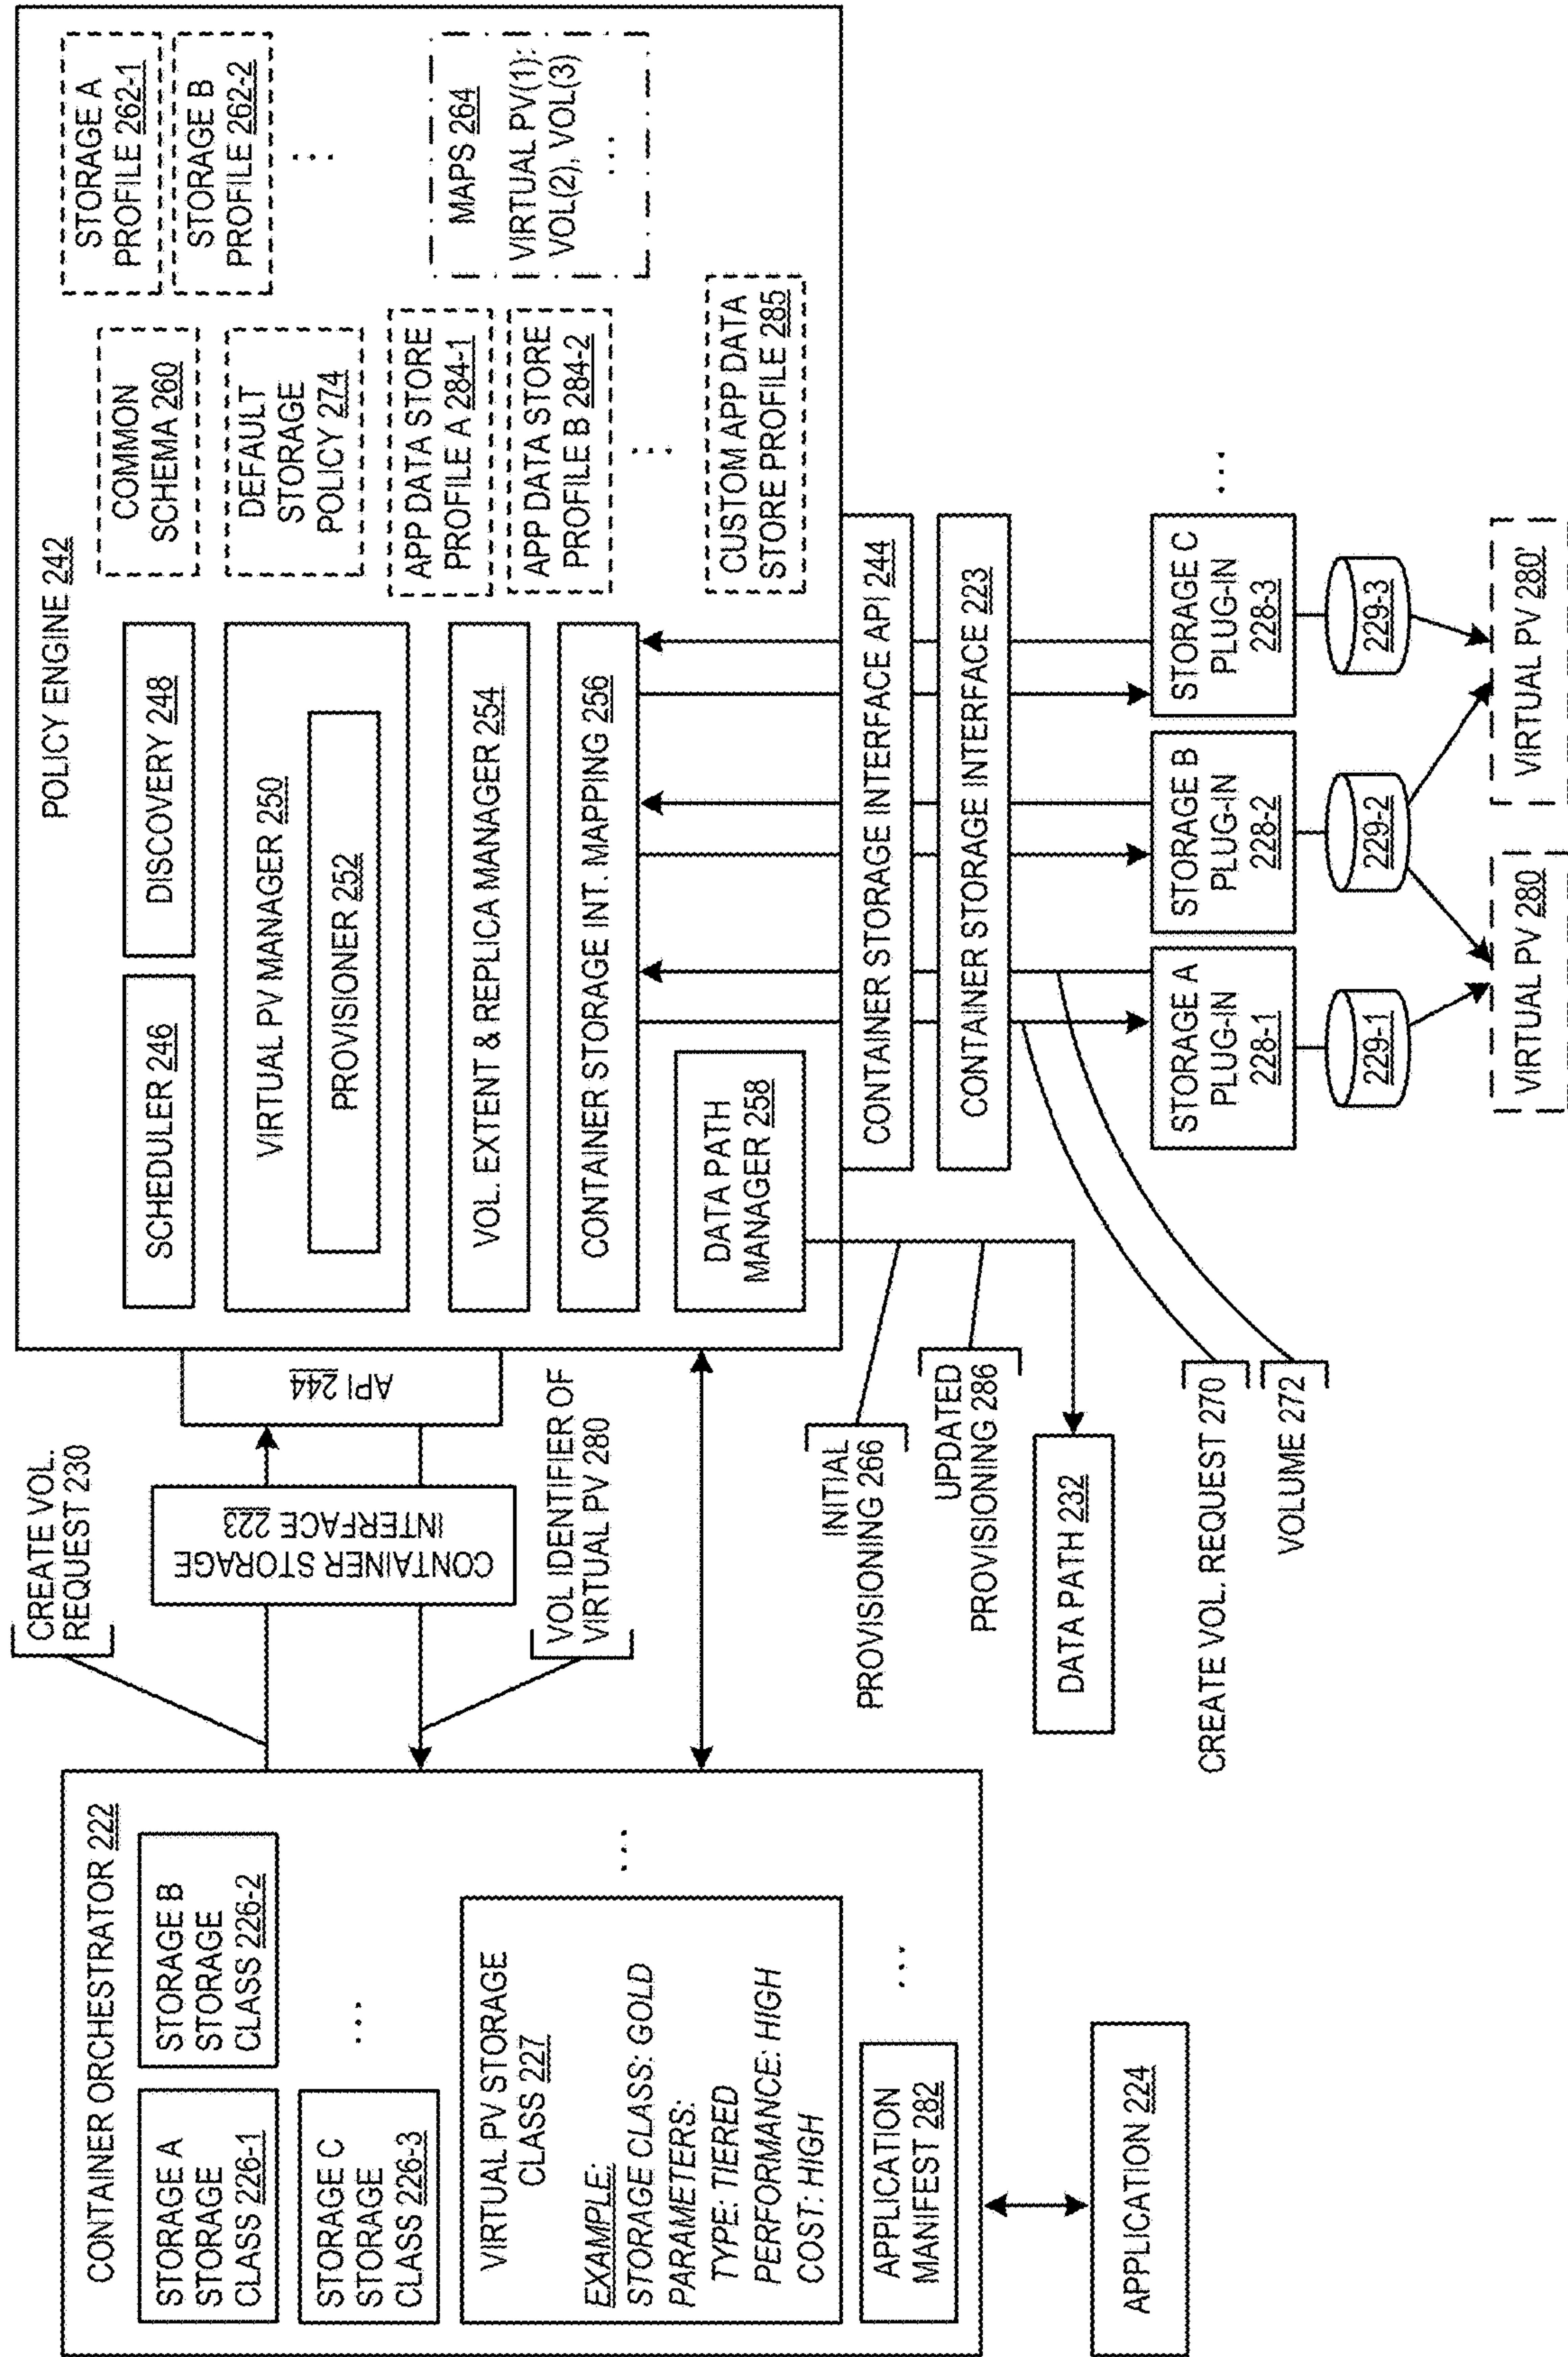 CONTAINER ORCHESTRATOR 222
STORAGE A
STORAGE
CLASS 226-1
STORAGE B
STORAGE
CLASS 226-2
STORAGE C
STORAGE
CLASS 226-3
...
VIRTUAL PV STORAGE
CLASS 227
EXAMPLE:
STORAGE CLASS: GOLD
PARAMETERS:
TYPE: TIERED
PERFORMANCE: HIGH
COST: HIGH
...
APPLICATION
MANIFEST 282
...
APPLICATION 224
CREATE VOL.
REQUEST 230
CONTAINER STORAGE
INTERFACE 223
API 244
VOL IDENTIFIER OF
VIRTUAL PV 280
POLICY ENGINE 242
SCHEDULER 246
DISCOVERY 248
VIRTUAL PV MANAGER 250
PROVISIONER 252
VOL. EXTENT & REPLICA MANAGER 254
CONTAINER STORAGE INT. MAPPING 256
DATA PATH
MANAGER 258
COMMON
SCHEMA 260
DEFAULT
STORAGE
POLICY 274
APP DATA STORE
PROFILE A 284-1
APP DATA STORE
PROFILE B 284-2
...
CUSTOM APP DATA
STORE PROFILE 285
STORAGE A
PROFILE 262-1
STORAGE B
PROFILE 262-2
...
MAPS 264
VIRTUAL PV(1):
VOL(2), VOL(3)
...
INITIAL
PROVISIONING 266
UPDATED
PROVISIONING 286
DATA PATH 232
CONTAINER STORAGE INTERFACE API 244
CONTAINER STORAGE INTERFACE 223
CREATE VOL. REQUEST 270
VOLUME 272
STORAGE A
PLUG-IN
228-1
STORAGE B
PLUG-IN
228-2
STORAGE C
PLUG-IN
228-3
...
229-1
229-2
229-3
VIRTUAL PV 280
VIRTUAL PV 280'